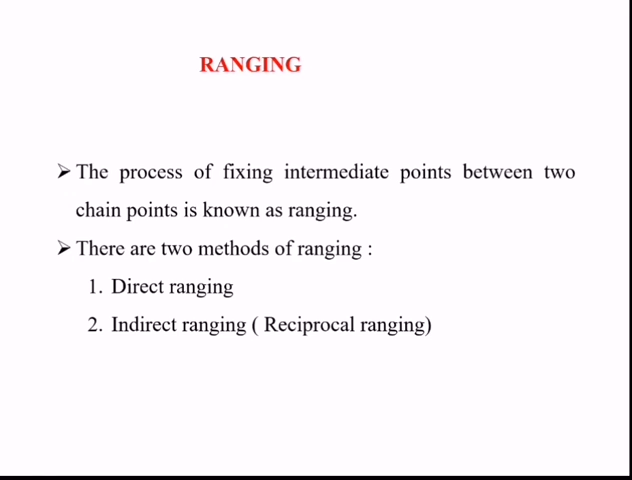 RANGING
➢ The process of fixing intermediate points between two
chain points is known as ranging.
➢ There are two methods of ranging :
1. Direct ranging
2. Indirect ranging ( Reciprocal ranging)